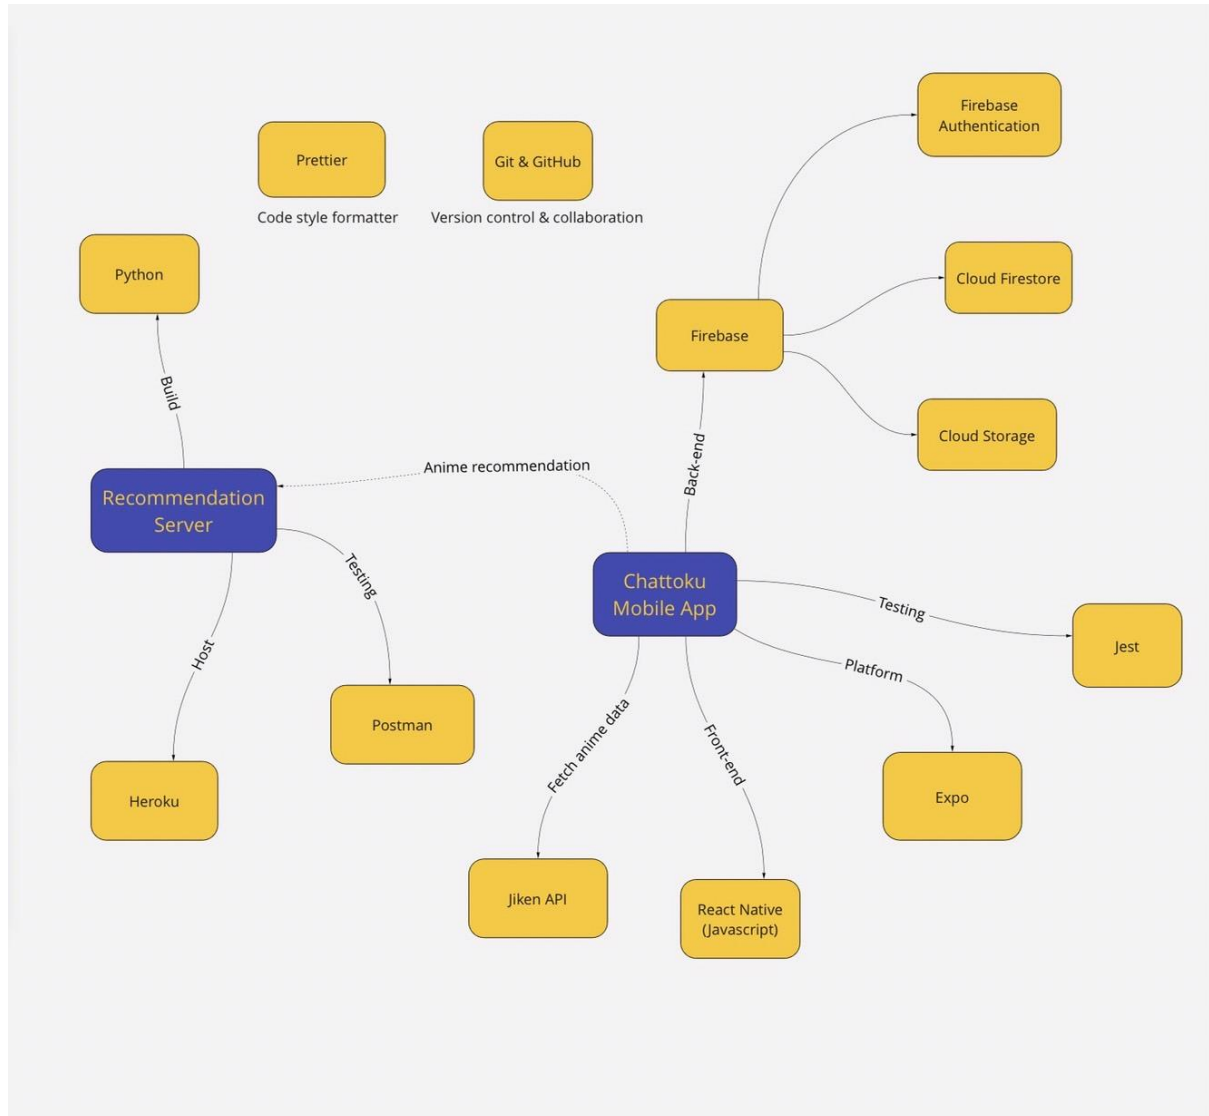 Firebase
Authentication
Prettier
Git & GitHub
Code style formatter
Version control & collaboration
Python
Cloud Firestore
Firebase
Build
Cloud Storage
Back-end
Anime recommendation
Recommendation
Server
Testing
Chattoku
Mobile App
Testing
Jest
Host
Platform
Postman
Fetch anime data
Front-end
Heroku
Expo
Jiken API
React Native
(Javascript)